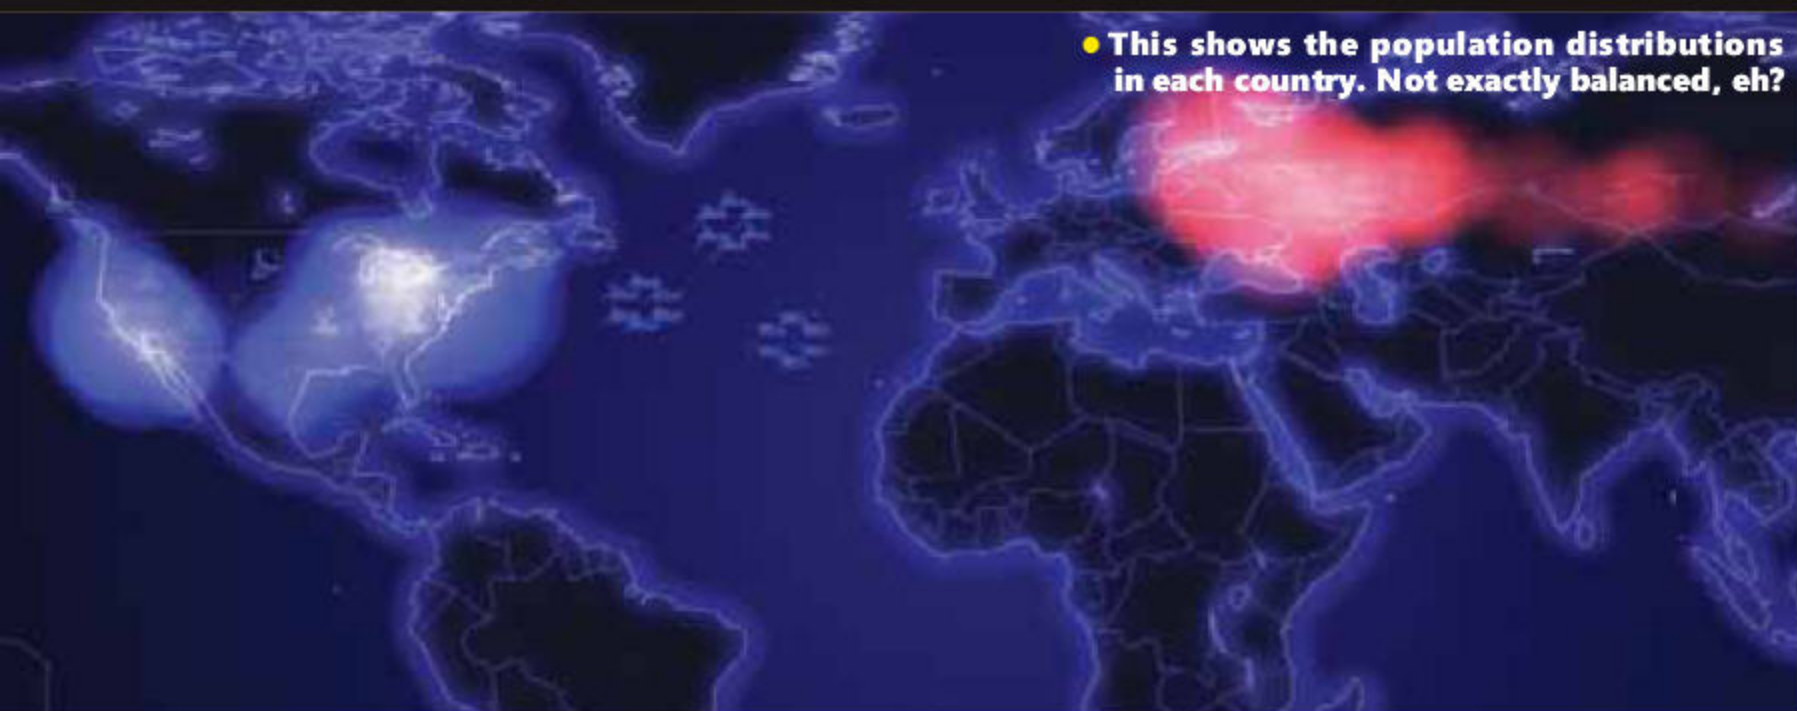 This shows the population distributions
in each country. Not exactly balanced, eh?